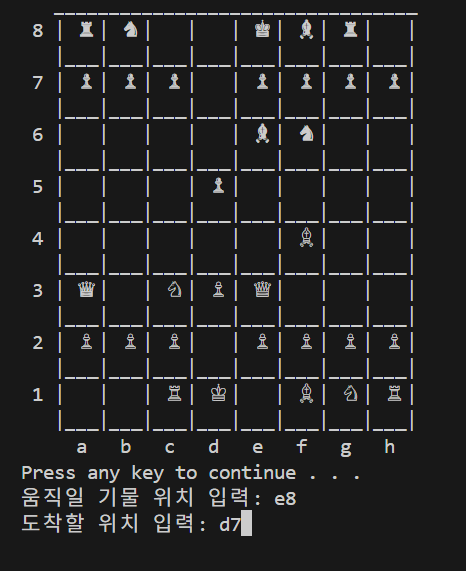 8 | ♜| ♞|   |   | ♚| ♝| ♜|   |
7 | ♝| ♝| ♝|   | ♝| ♝| ♝| ♝|
6 |   |   |   |   | ♝| ♞|   |   |
5 |   |   |   | ♝|   |   |   |   |
4 |   |   |   |   |   | ♗|   |   |
3 | ♛|   | ♘| ♗| ♕|   |   |   |
2 | ♗| ♗| ♗|   | ♗| ♗| ♗| ♗|
1 |   |   | ♖| ♔|   | ♗| ♘| ♖|
a b c d e f g h
Press any key to continue . . .
움직일 기물 위치 입력: e8
도착할 위치 입력: d7